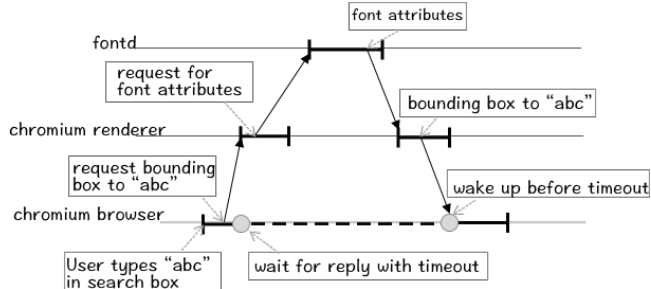 font attributes
fontd
request for
font attributes
bounding box to “abc”
chromium renderer
request bounding
box to “abc”
wake up before timeout
chromium browser
User types “abc”
in search box
wait for reply with timeout